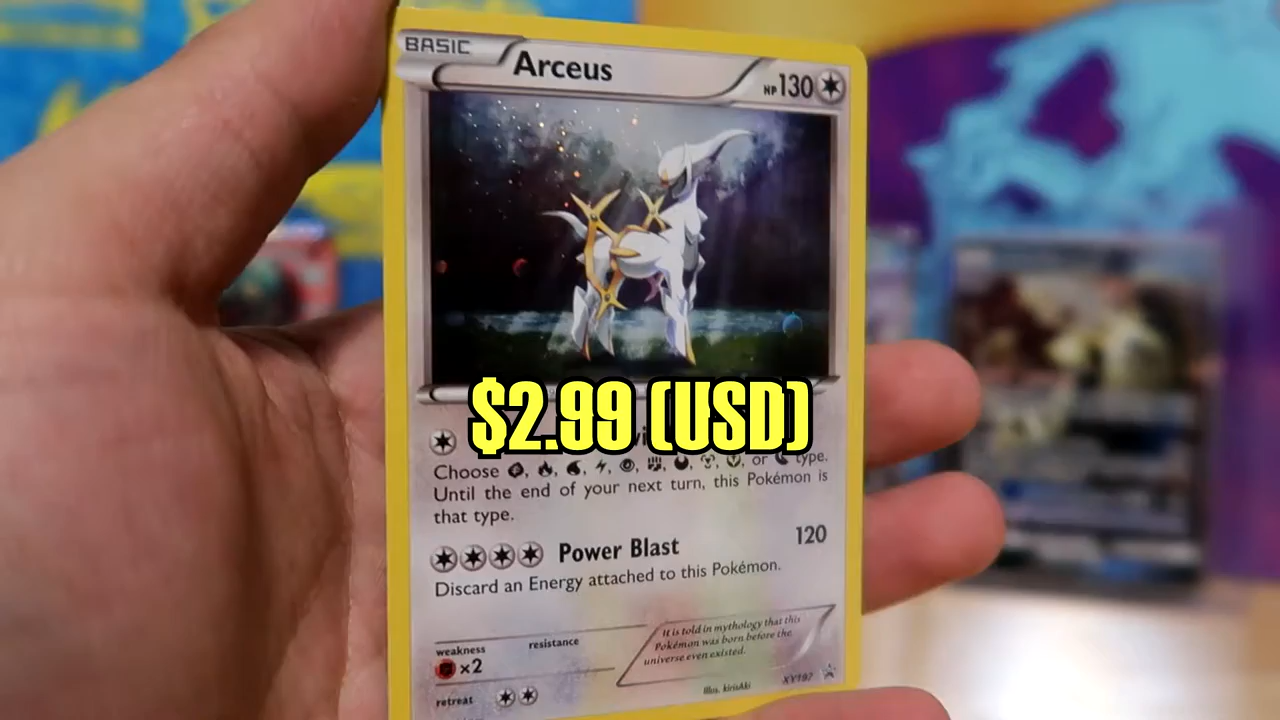 BASIC
Arceus
HP130
$2.99 (USD)
Choose , , , , , , , , , or type.
Until the end of your next turn, this Pokémon is
that type.
Power Blast 120
Discard an Energy attached to this Pokémon.
weakness resistance
×2
retreat
It is told in mythology that this
Pokémon was born before the
universe even existed.
Illus. kirisAki
XY197